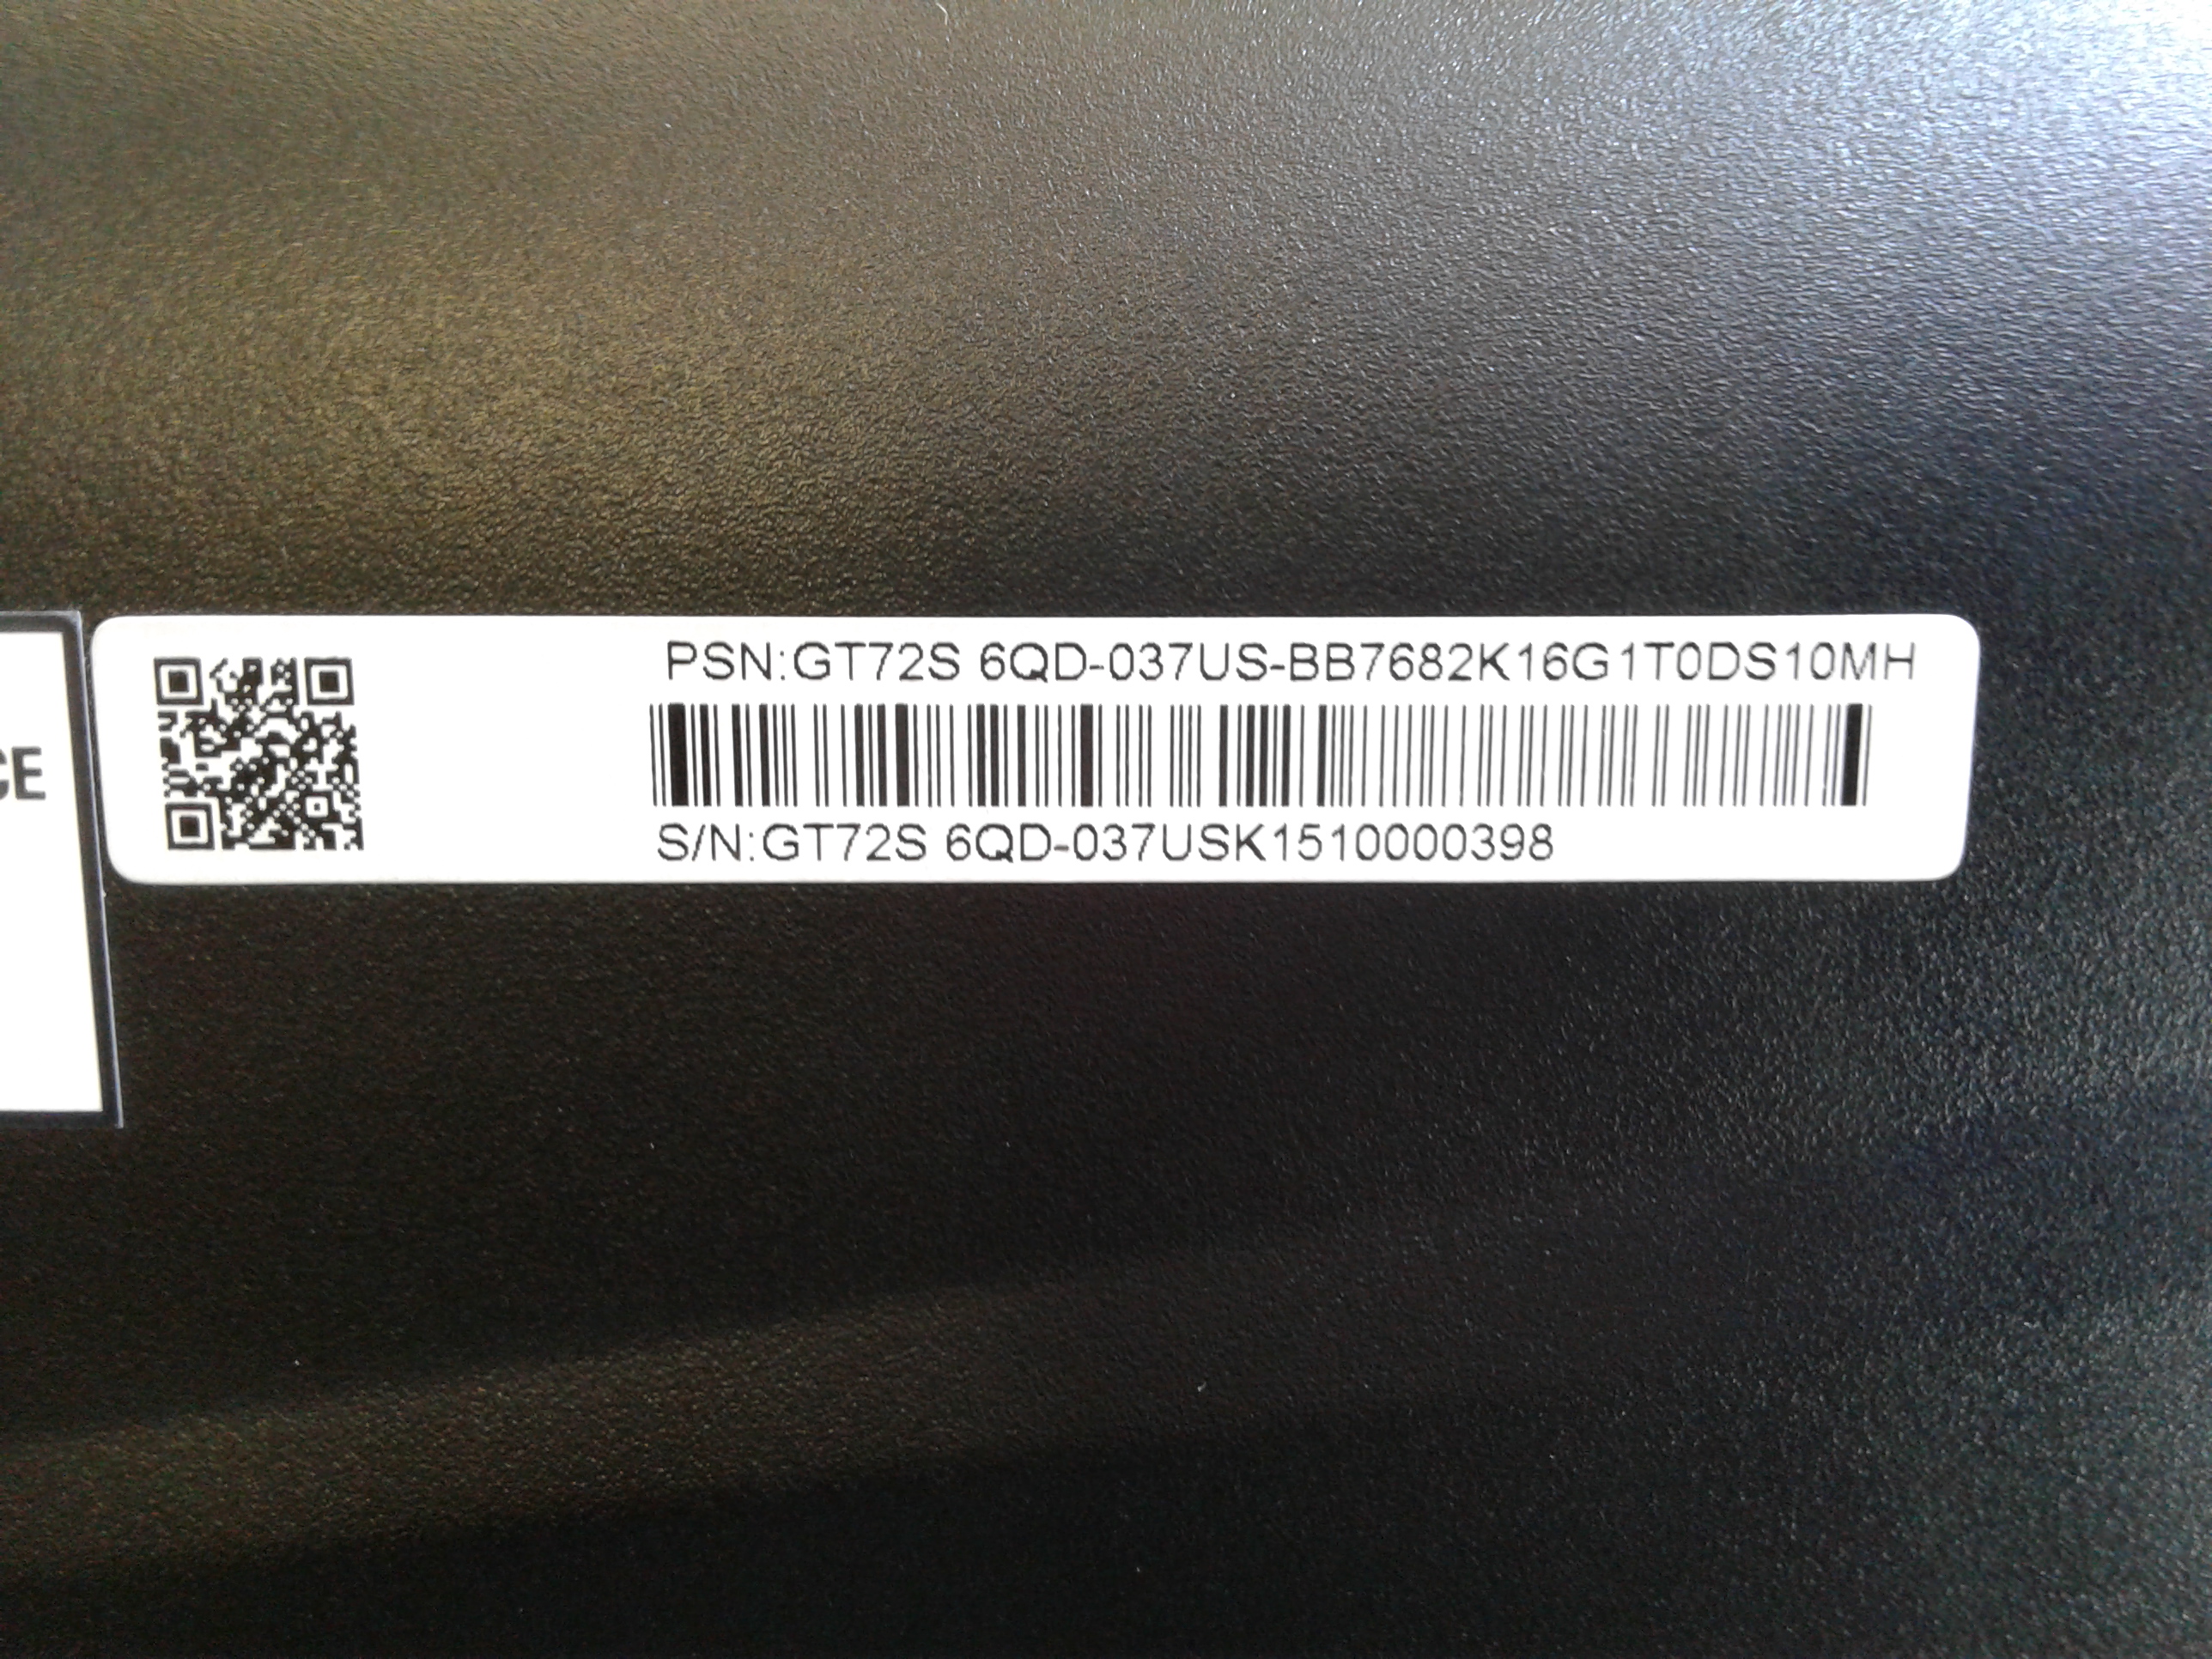 PSN:GT72S 6QD-037US-BB7682K16G1T0DS10MH
S/N:GT72S 6QD-037USK1510000398